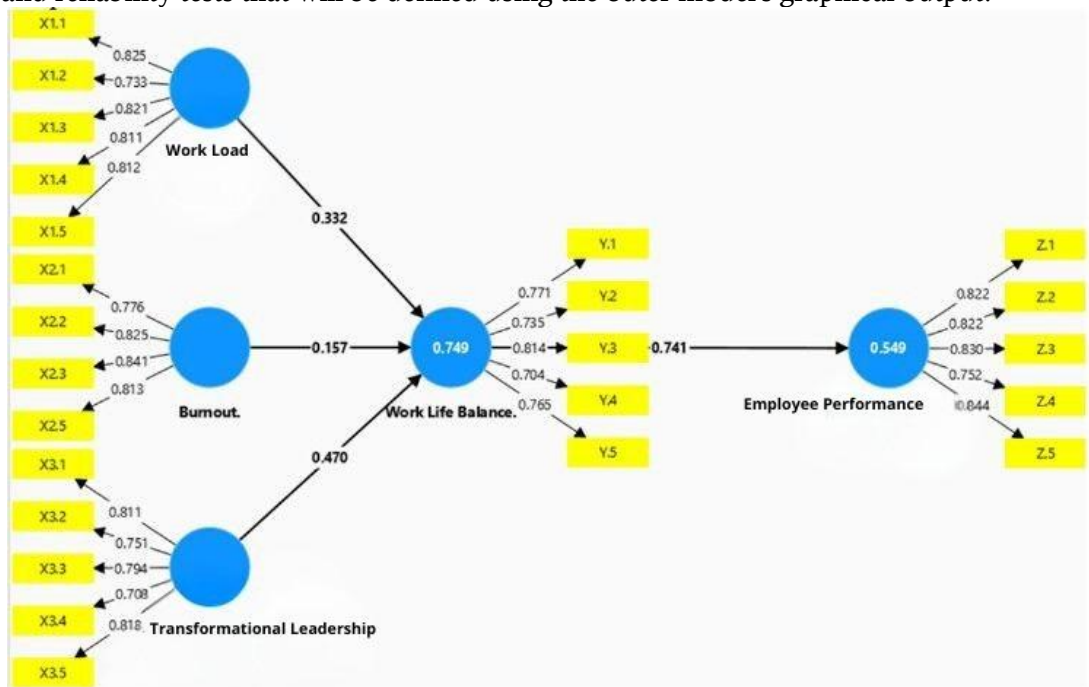 and reliability tests that will be defined using the outer models graphical output.
X1.1
0.825
X1.2
0.733
0.821
X1.3
0.811
X1.4
0.812
X1.5
Work Load
0.332
X2.1
0.776
X2.2
0.825
0.841
X2.3
0.813
X2.5
Burnout.
0.157
X3.1
0.811
X3.2
0.751
X3.3
0.794
0.708
X3.4
0.818
X3.5
Transformational Leadership
0.470
0.749
Work Life Balance.
Y.1
0.771
Y.2
0.735
0.814
Y.3
0.704
Y.4
0.765
Y.5
0.741
0.549
Employee Performance
Z.1
0.822
Z.2
0.822
0.830
Z.3
0.752
Z.4
0.844
Z.5